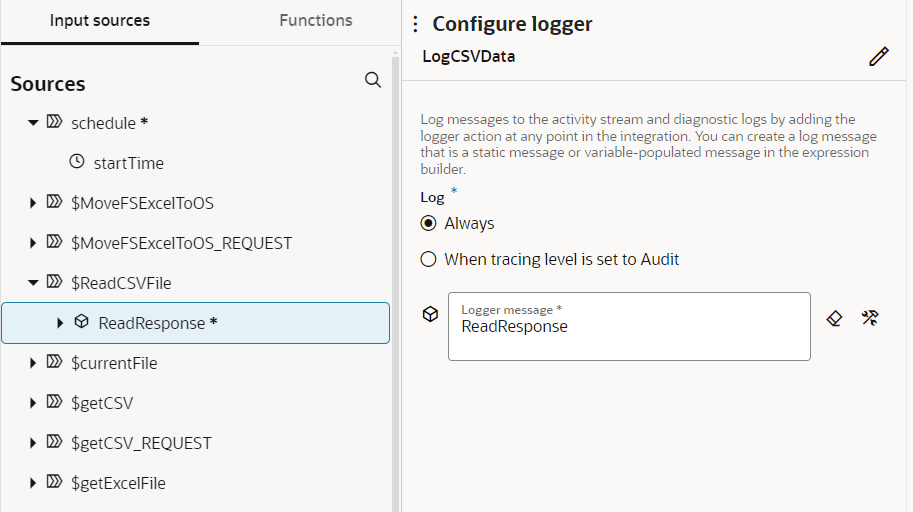 Input sources
Functions
Sources
schedule *
startTime
$MoveFSExcelToOS
$MoveFSExcelToOS_REQUEST
$ReadCSVFile
ReadResponse *
$currentFile
$getCSV
$getCSV_REQUEST
$getExcelFile
Configure logger
LogCSVData
Log messages to the activity stream and diagnostic logs by adding the
logger action at any point in the integration. You can create a log message
that is a static message or variable-populated message in the expression
builder.
Log *
Always
When tracing level is set to Audit
Logger message *
ReadResponse